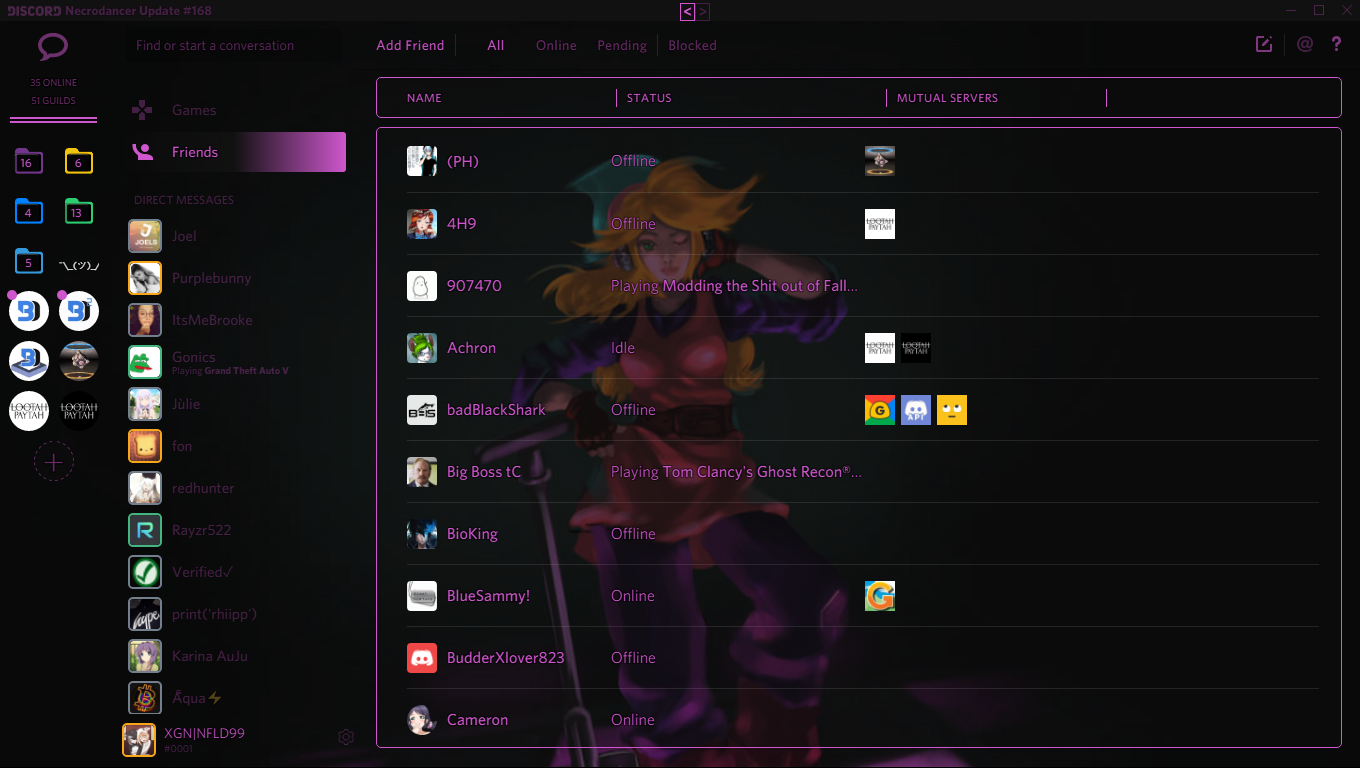 DISCORD Necrodancer Update #168
< >
35 ONLINE
51 GUILDS
16
6
4
13
5
¯\_(ツ)_/
LOOTAH
PAYTAH
LOOTAH
PAYTAH
Find or start a conversation
Games
Friends
DIRECT MESSAGES
J
JOELS
Joel
Purplebunny
ItsMeBrooke
Gonics
Playing Grand Theft Auto V
Jùlie
fon
redhunter
R
Rayzr522
Verified✓
print('rhiipp')
Karina AuJu
XGN|NFLD99
#0001
Add Friend
All
Online
Pending
Blocked
@
?
NAME
STATUS
MUTUAL SERVERS
(PH)
Offline
4H9
Offline
LOOTAH
PAYTAH
907470
Playing Modding the Shit out of Fall...
Achron
Idle
LOOTAH
PAYTAH
LOOTAH
PAYTAH
badBlackShark
Offline
G
API
Big Boss tC
Playing Tom Clancy's Ghost Recon®...
BioKing
Offline
BlueSammy!
Online
G
BudderXlover823
Offline
Cameron
Online